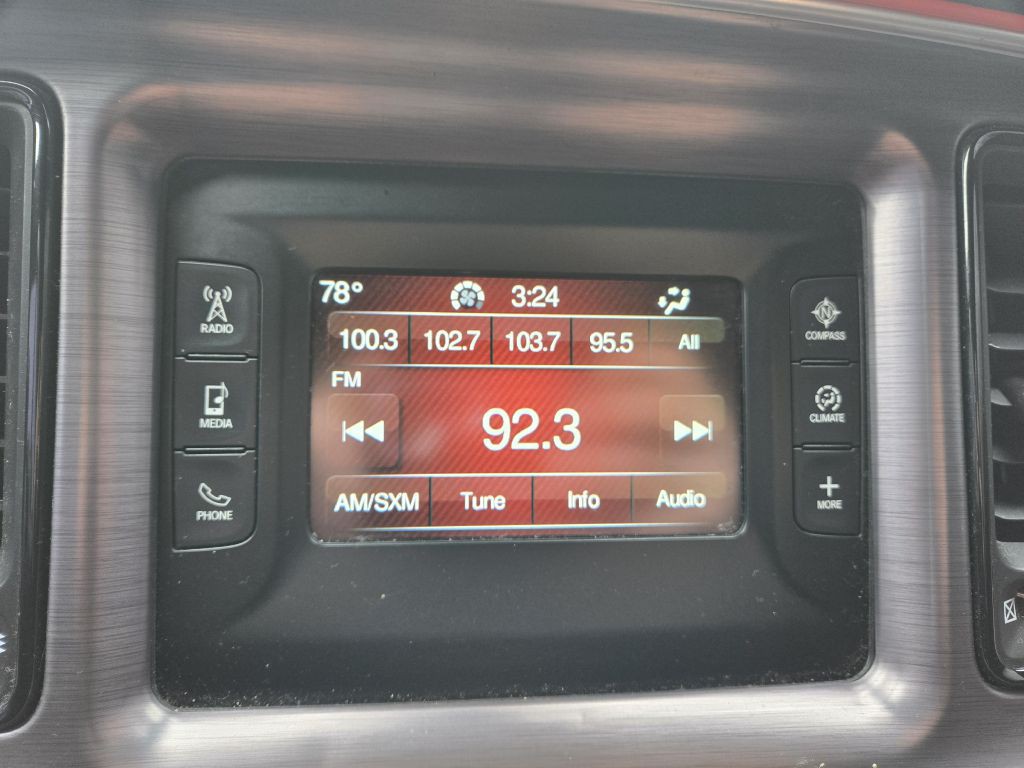 78° 3:24
100.3 102.7 103.7 95.5 All
FM
92.3
AM/SXM Tune Info Audio
RADIO
MEDIA
PHONE
N
COMPASS
CLIMATE
+
MORE